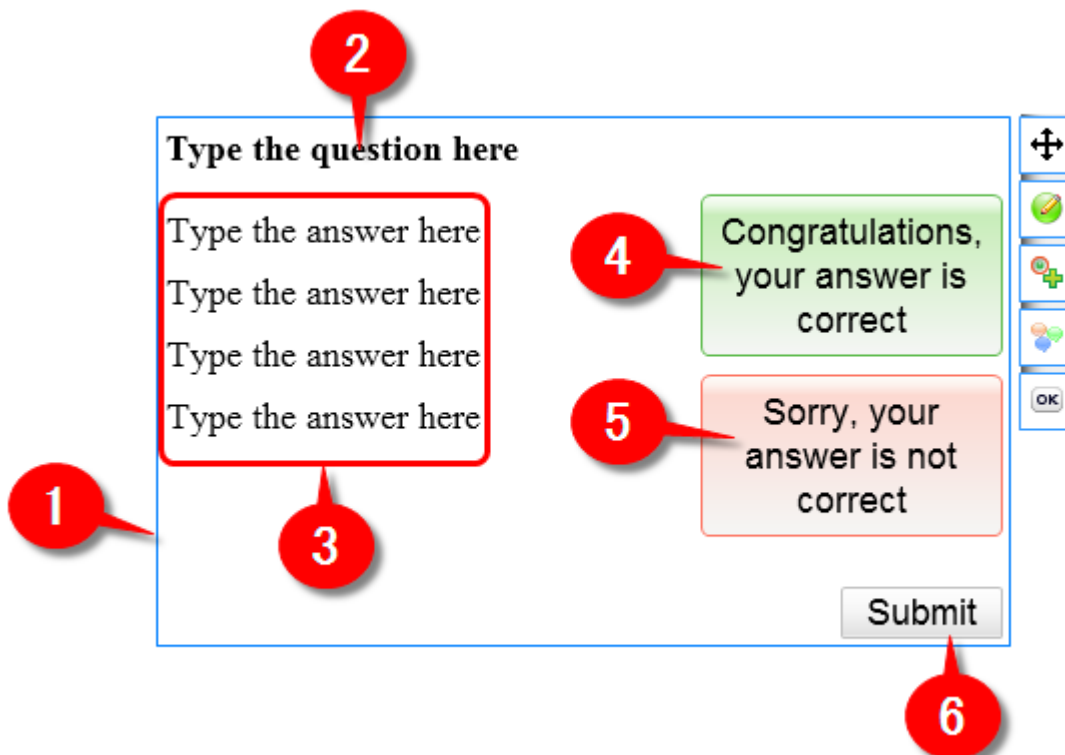 2
Type the question here
Type the answer here
Type the answer here
Type the answer here
Type the answer here
1
3
4
Congratulations,
your answer is
correct
5
Sorry, your
answer is not
correct
Submit
6
OK